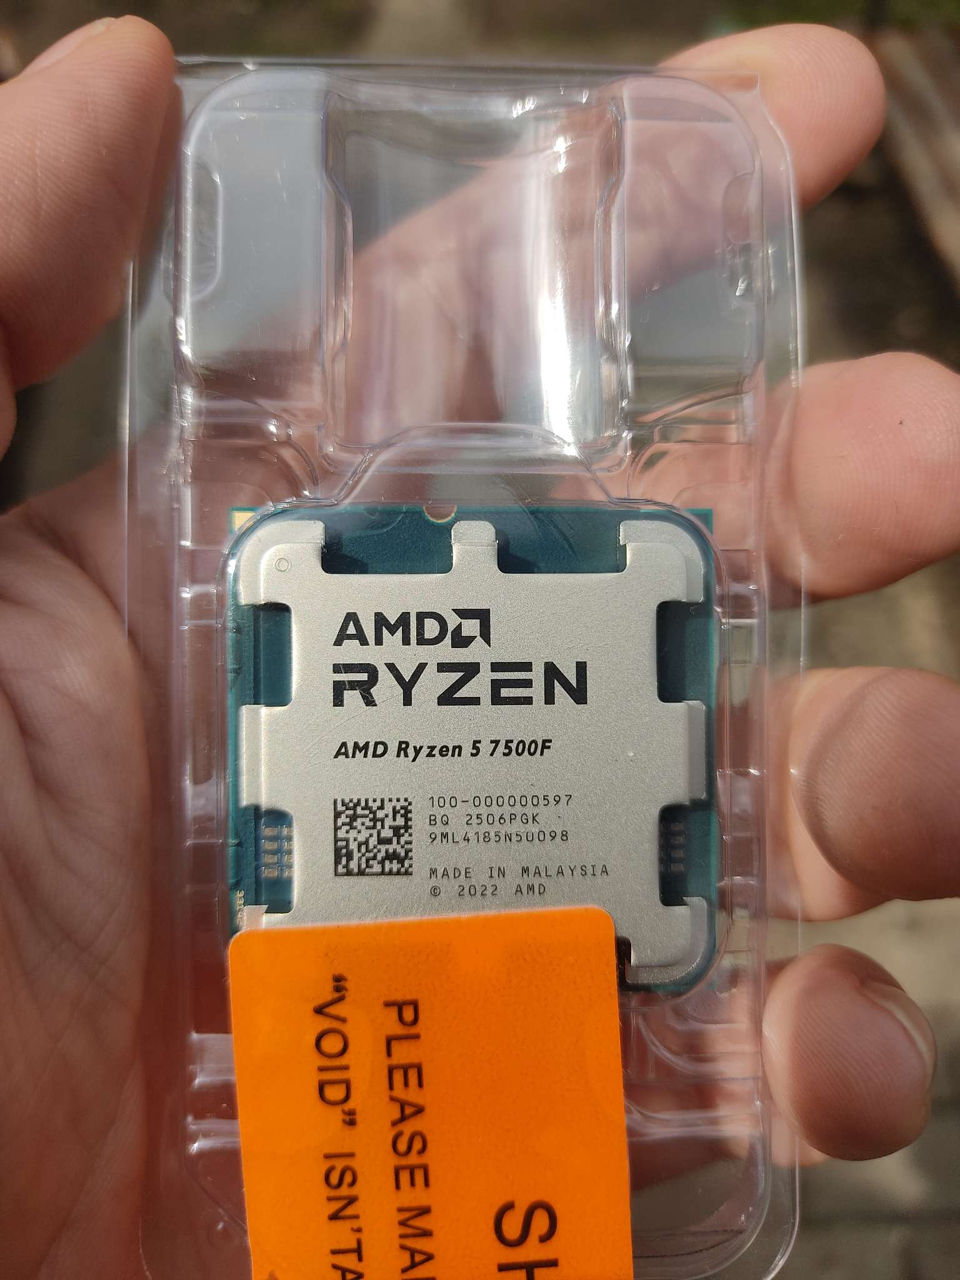 AMD
RYZEN
AMD Ryzen 5 7500F
100-000000597
BQ 2506PGK
9ML4185N50098
MADE IN MALAYSIA
© 2022 AMD
SH
PLEASE MA
"VOID" ISN'TA